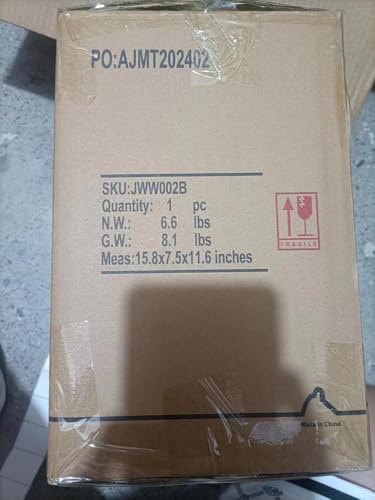 PO:AJMT202402
SKU:JWW002B
Quantity: 1 pc
N.W.: 6.6 lbs
G.W.: 8.1 lbs
Meas:15.8x7.5x11.6 inches
FRAGILE
Made in China